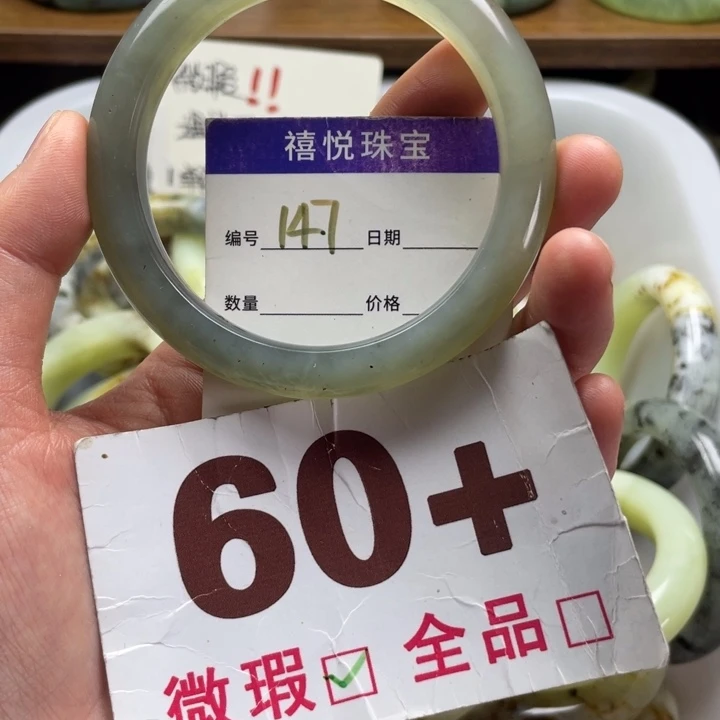 !!
禧悦珠宝
编号 147 日期
数量 价格
60+
微瑕 ☑ 全品 ☐